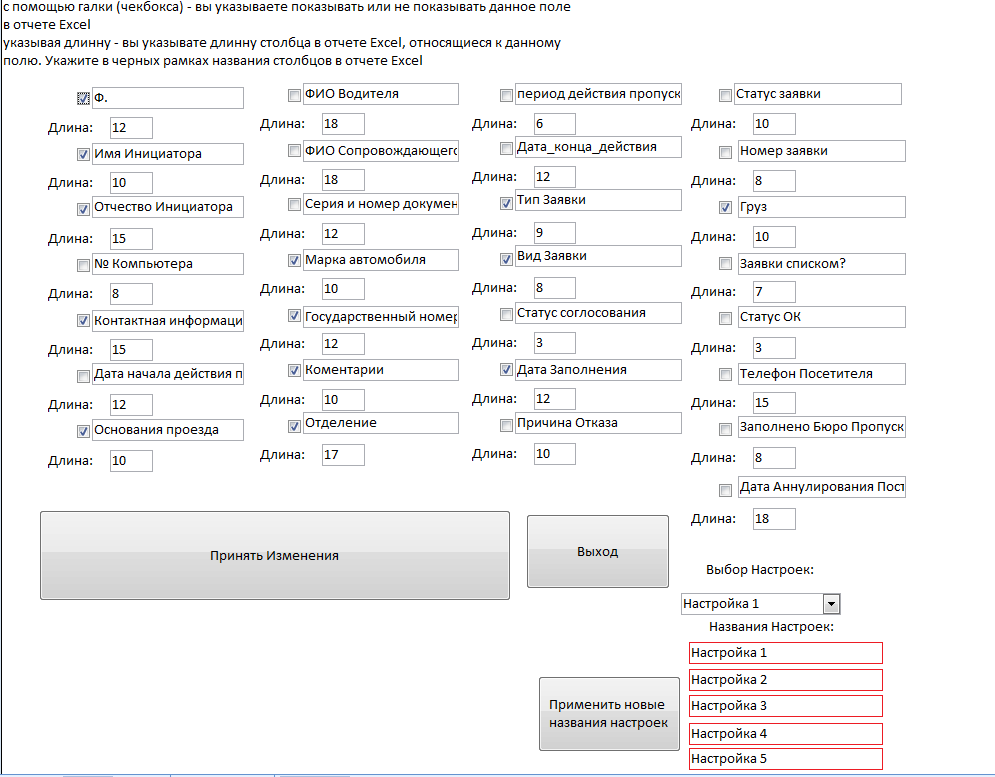 с помощью галки (чекбокса) - вы указываете показывать или не показывать данное поле
в отчете Excel
указывая длинну - вы указвате длинну столбца в отчете Excel, относящиеся к данному
полю. Укажите в черных рамках названия столбцов в отчете Excel
Ф.
Длина: 12
Имя Инициатора
Длина: 10
Отчество Инициатора
Длина: 15
№ Компьютера
Длина: 8
Контактная информаци
Длина: 15
Дата начала действия п
Длина: 12
Основания проезда
Длина: 10
ФИО Водителя
Длина: 18
ФИО Сопровождающего
Длина: 18
Серия и номер докумен
Длина: 12
Марка автомобиля
Длина: 10
Государственный номер
Длина: 12
Коментарии
Длина: 10
Отделение
Длина: 17
период действия пропуск
Длина: 6
Дата_конца_действия
Длина: 12
Тип Заявки
Длина: 9
Вид Заявки
Длина: 8
Статус соглосования
Длина: 3
Дата Заполнения
Длина: 12
Причина Отказа
Длина: 10
Статус заявки
Длина: 10
Номер заявки
Длина: 8
Груз
Длина: 10
Заявки списком?
Длина: 7
Статус ОК
Длина: 3
Телефон Посетителя
Длина: 15
Заполнено Бюро Пропуск
Длина: 8
Дата Аннулирования Пост
Длина: 18
Принять Изменения
Выход
Выбор Настроек:
Настройка 1
Названия Настроек:
Настройка 1
Настройка 2
Настройка 3
Настройка 4
Настройка 5
Применить новые
названия настроек